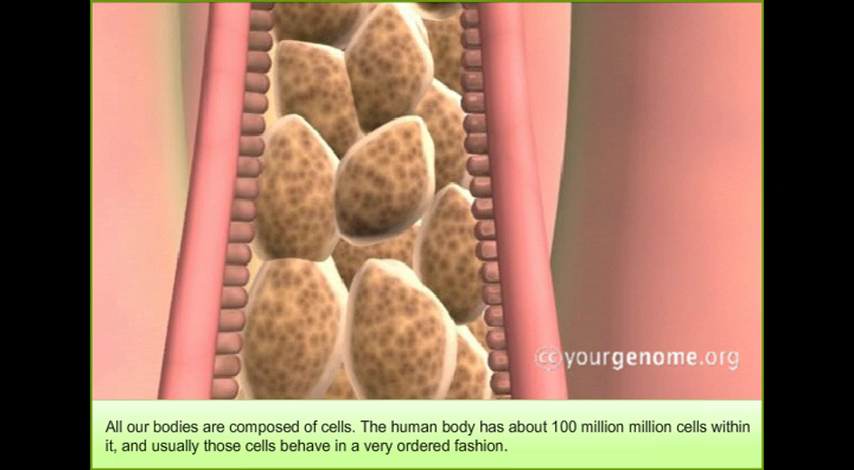 cc yourgenome.org
All our bodies are composed of cells. The human body has about 100 million million cells within
it, and usually those cells behave in a very ordered fashion.